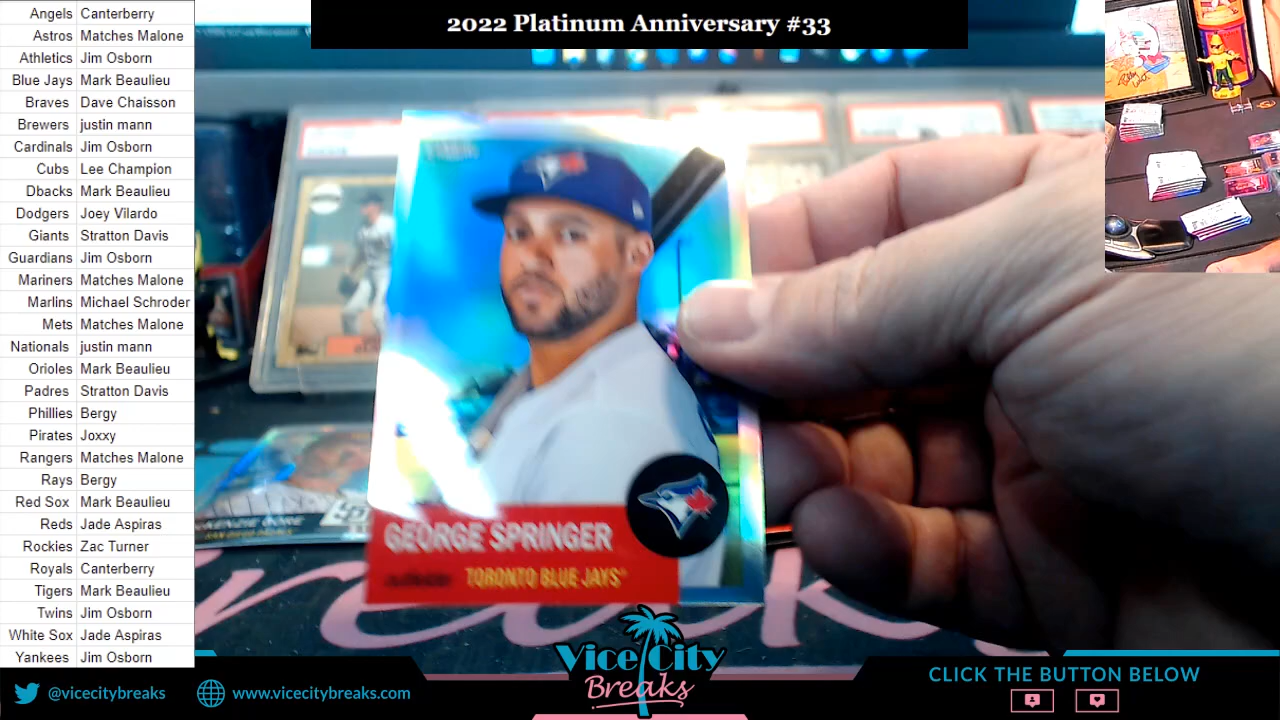 2022 Platinum Anniversary #33
Angels Canterberry
Astros Matches Malone
Athletics Jim Osborn
Blue Jays Mark Beaulieu
Braves Dave Chaisson
Brewers justin mann
Cardinals Jim Osborn
Cubs Lee Champion
Dbacks Mark Beaulieu
Dodgers Joey Vilardo
Giants Stratton Davis
Guardians Jim Osborn
Mariners Matches Malone
Marlins Michael Schroder
Mets Matches Malone
Nationals justin mann
Orioles Mark Beaulieu
Padres Stratton Davis
Phillies Bergy
Pirates Joxxy
Rangers Matches Malone
Rays Bergy
Red Sox Mark Beaulieu
Reds Jade Aspiras
Rockies Zac Turner
Royals Canterberry
Tigers Mark Beaulieu
Twins Jim Osborn
White Sox Jade Aspiras
Yankees Jim Osborn
GEORGE SPRINGER
TORONTO BLUE JAYS
Vice City
Breaks
@vicecitybreaks
www.vicecitybreaks.com
CLICK THE BUTTON BELOW